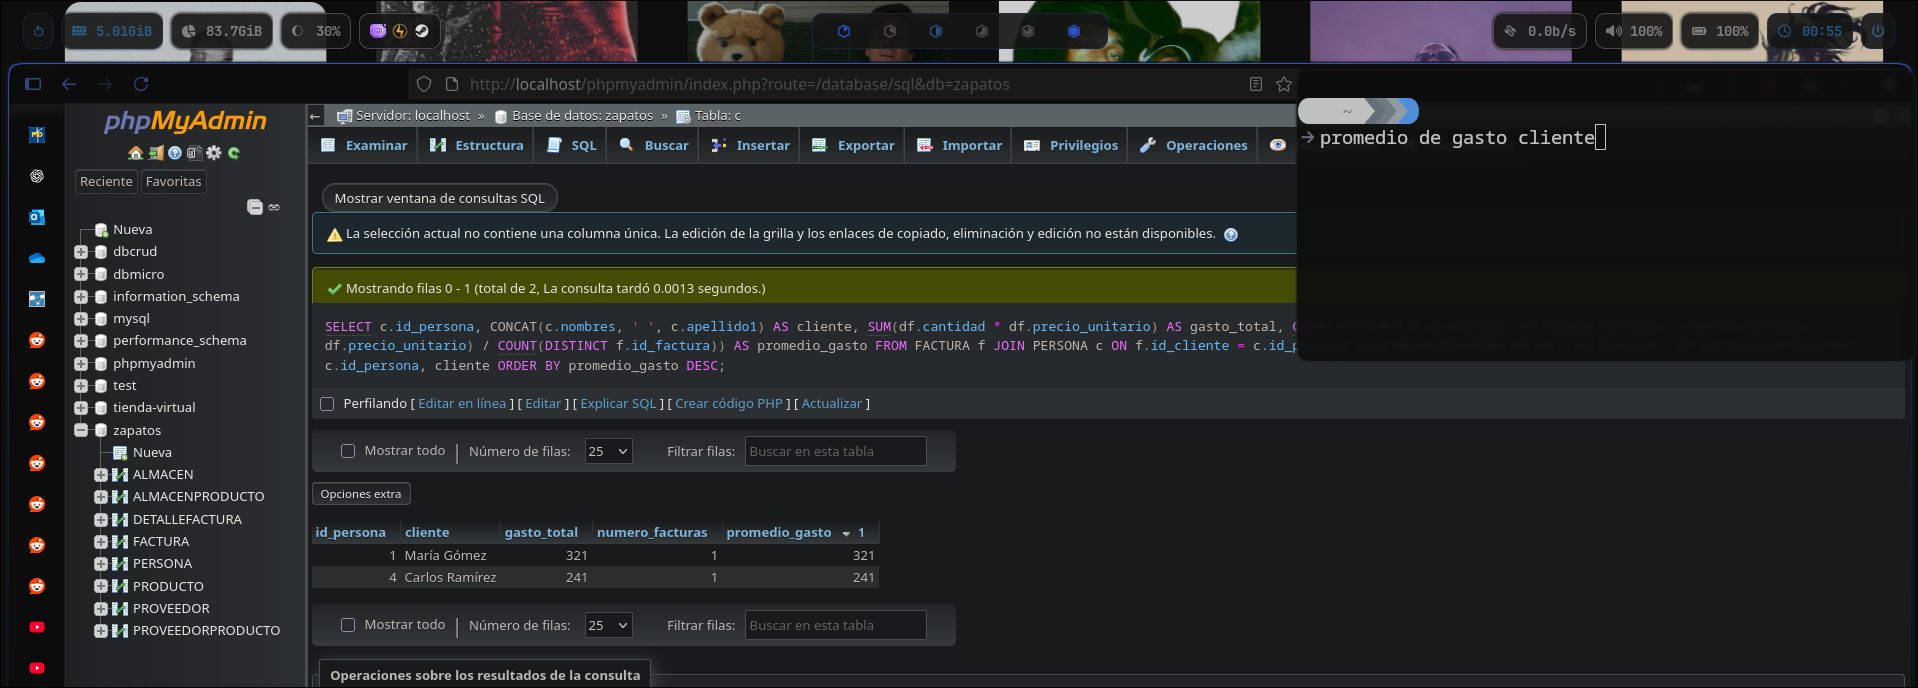 5.01GiB 83.7GiB 30% 0.0b/s 100% 100% 00:55
http://localhost/phpmyadmin/index.php?route=/database/sql&db=zapatos
phpMyAdmin
Reciente Favoritas
Nueva
dbcrud
dbmicro
information_schema
mysql
performance_schema
phpmyadmin
test
tienda-virtual
zapatos
Nueva
ALMACEN
ALMACENPRODUCTO
DETALLEFACTURA
FACTURA
PERSONA
PRODUCTO
PROVEEDOR
PROVEEDORPRODUCTO
← Servidor: localhost » Base de datos: zapatos » Tabla: c
Examinar Estructura SQL Buscar Insertar Exportar Importar Privilegios Operaciones
Mostrar ventana de consultas SQL
La selección actual no contiene una columna única. La edición de la grilla y los enlaces de copiado, eliminación y edición no están disponibles.
Mostrando filas 0 - 1 (total de 2, La consulta tardó 0.0013 segundos.)
SELECT c.id_persona, CONCAT(c.nombres, ' ', c.apellido1) AS cliente, SUM(df.cantidad * df.precio_unitario) AS gasto_total,
df.precio_unitario) / COUNT(DISTINCT f.id_factura)) AS promedio_gasto FROM FACTURA f JOIN PERSONA c ON f.id_cliente =
c.id_persona, cliente ORDER BY promedio_gasto DESC;
Perfilando [ Editar en línea ] [ Editar ] [ Explicar SQL ] [ Crear código PHP ] [ Actualizar ]
Mostrar todo | Número de filas: 25 Filtrar filas: Buscar en esta tabla
Opciones extra
id_persona cliente gasto_total numero_facturas promedio_gasto 1
1 María Gómez 321 1 321
4 Carlos Ramírez 241 1 241
Mostrar todo | Número de filas: 25 Filtrar filas: Buscar en esta tabla
Operaciones sobre los resultados de la consulta
~
→ promedio de gasto cliente